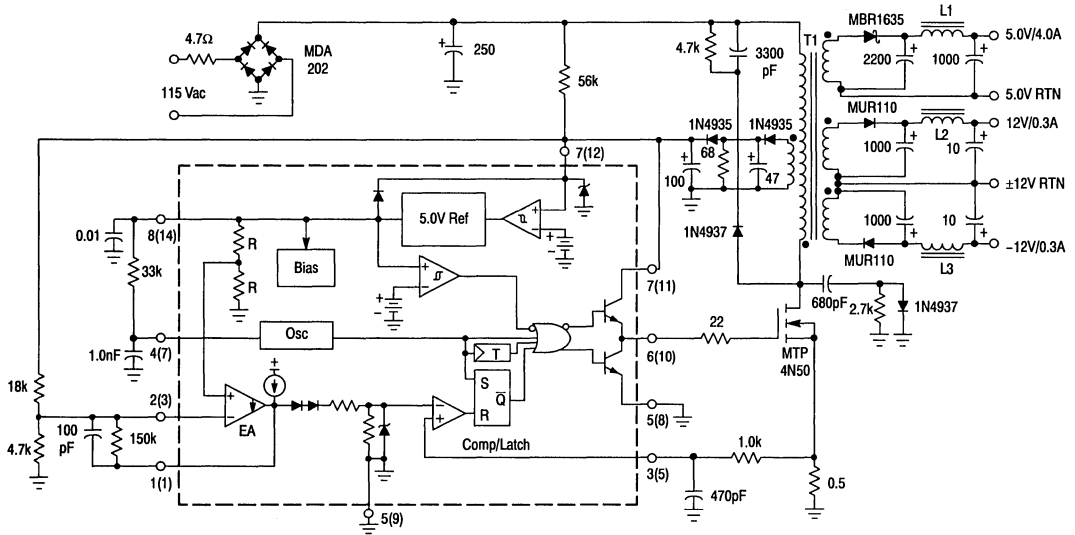 4.7Ω
MDA
202
115 Vac
250
56k
4.7k
3300
pF
T1
MBR1635
L1
5.0V/4.0A
2200
1000
5.0V RTN
MUR110
12V/0.3A
L2
1000
10
±12V RTN
1000
10
MUR110
L3
–12V/0.3A
1N4935
1N4935
68
100
47
1N4937
680pF
2.7k
1N4937
7(12)
5.0V Ref
+
–
+
–
0.01
8(14)
R
R
Bias
33k
+
–
+
–
7(11)
Osc
4(7)
1.0nF
T
6(10)
22
MTP
4N50
18k
2(3)
+
–
EA
+
S
Q
R
–
+
5(8)
Comp/Latch
4.7k
100
pF
150k
1(1)
3(5)
1.0k
470pF
0.5
5(9)